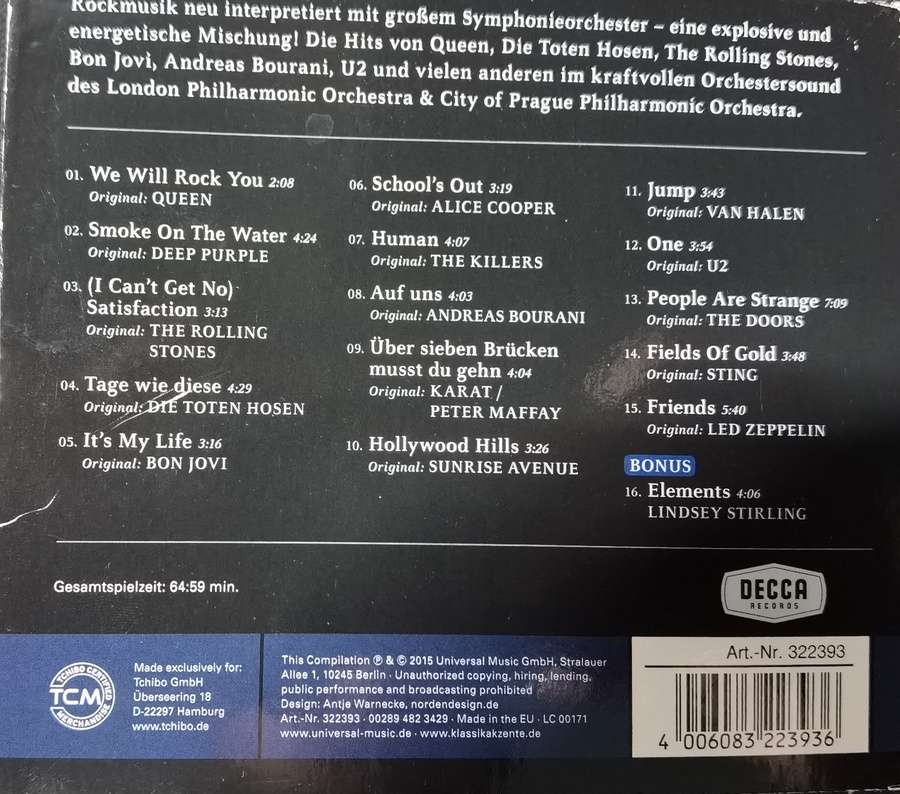 Rockmusik neu interpretiert mit großem Symphonieorchester – eine explosive und
energetische Mischung! Die Hits von Queen, Die Toten Hosen, The Rolling Stones,
Bon Jovi, Andreas Bourani, U2 und vielen anderen im kraftvollen Orchestersound
des London Philharmonic Orchestra & City of Prague Philharmonic Orchestra.
01. We Will Rock You 2:08
Original: QUEEN
02. Smoke On The Water 4:24
Original: DEEP PURPLE
03. (I Can't Get No)
Satisfaction 3:13
Original: THE ROLLING
STONES
04. Tage wie diese 4:29
Original: DIE TOTEN HOSEN
05. It's My Life 3:16
Original: BON JOVI
06. School's Out 3:19
Original: ALICE COOPER
07. Human 4:07
Original: THE KILLERS
08. Auf uns 4:03
Original: ANDREAS BOURANI
09. Über sieben Brücken
musst du gehn 4:04
Original: KARAT /
PETER MAFFAY
10. Hollywood Hills 3:26
Original: SUNRISE AVENUE
11. Jump 3:43
Original: VAN HALEN
12. One 3:54
Original: U2
13. People Are Strange 7:09
Original: THE DOORS
14. Fields Of Gold 3:48
Original: STING
15. Friends 5:40
Original: LED ZEPPELIN
BONUS
16. Elements 4:06
LINDSEY STIRLING
Gesamtspielzeit: 64:59 min.
DECCA
RECORDS
TCHIBO CERTIFIED
TCM
MERCHANDISE
Made exclusively for:
Tchibo GmbH
Überseering 18
D-22297 Hamburg
www.tchibo.de
This Compilation ℗ & © 2015 Universal Music GmbH, Stralauer
Allee 1, 10245 Berlin · Unauthorized copying, hiring, lending,
public performance and broadcasting prohibited
Design: Antje Warnecke, nordendesign.de
Art.-Nr. 322393 · 00289 482 3429 · Made in the EU · LC 00171
www.universal-music.de · www.klassikakzente.de
Art.-Nr. 322393
4 006083 223936